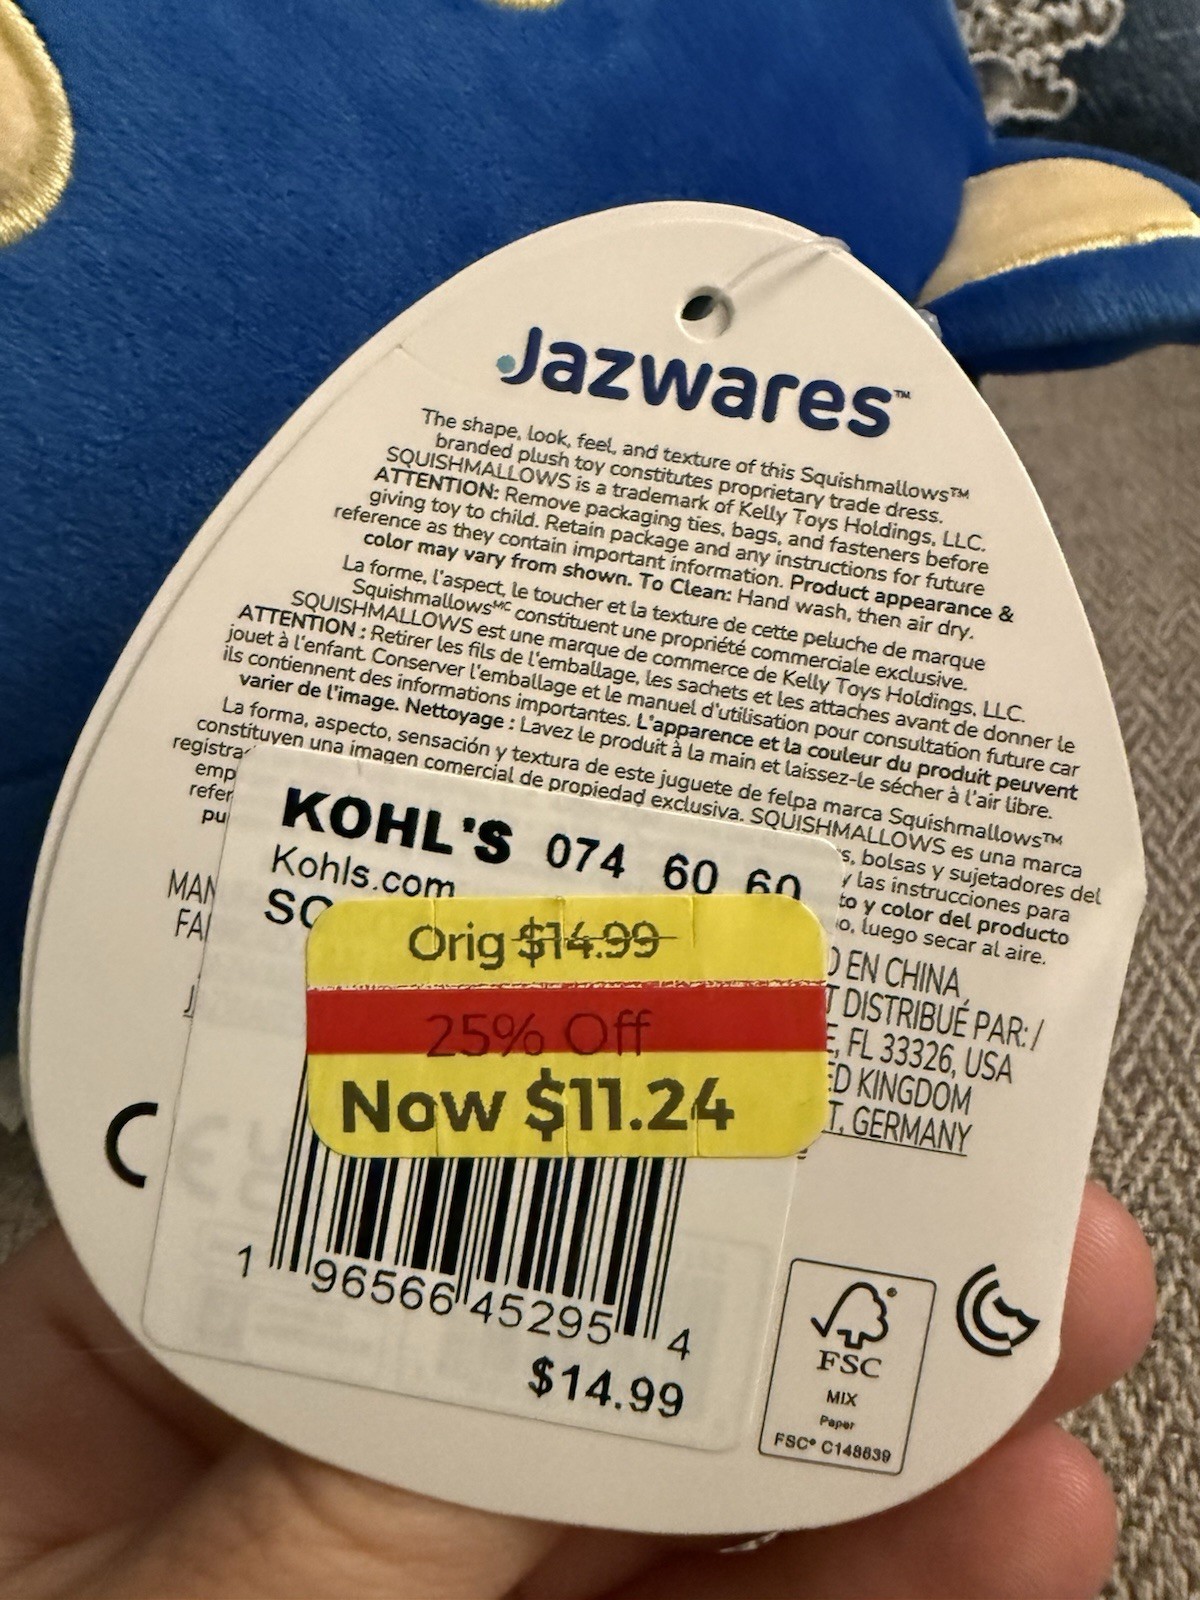 Jazwares™
The shape, look, feel, and texture of this Squishmallows™
branded plush toy constitutes proprietary trade dress.
SQUISHMALLOWS is a trademark of Kelly Toys Holdings, LLC.
ATTENTION: Remove packaging ties, bags, and fasteners before
giving toy to child. Retain package and any instructions for future
reference as they contain important information. Product appearance &
color may vary from shown. To Clean: Hand wash, then air dry.
La forme, l'aspect, le toucher et la texture de cette peluche de marque
Squishmallowsᴹᶜ constituent une propriété commerciale exclusive.
SQUISHMALLOWS est une marque de commerce de Kelly Toys Holdings, LLC.
ATTENTION : Retirer les fils de l'emballage, les sachets et les attaches avant de donner le
jouet à l'enfant. Conserver l'emballage et le manuel d'utilisation pour consultation future car
ils contiennent des informations importantes. L'apparence et la couleur du produit peuvent
varier de l'image. Nettoyage : Lavez le produit à la main et laissez-le sécher à l'air libre.
La forma, aspecto, sensación y textura de este juguete de felpa marca Squishmallows™
constituyen una imagen comercial de propiedad exclusiva. SQUISHMALLOWS es una marca
bolsas y sujetadores del
y las instrucciones para
y color del producto
luego secar al aire.
EN CHINA
DISTRIBUÉ PAR: /
FL 33326, USA
KINGDOM
GERMANY
KOHL'S 074 60 60
Kohls.com
Orig $14.99
25% Off
Now $11.24
1 96566 45295 4
$14.99
FSC
MIX
Paper
FSC® C148639